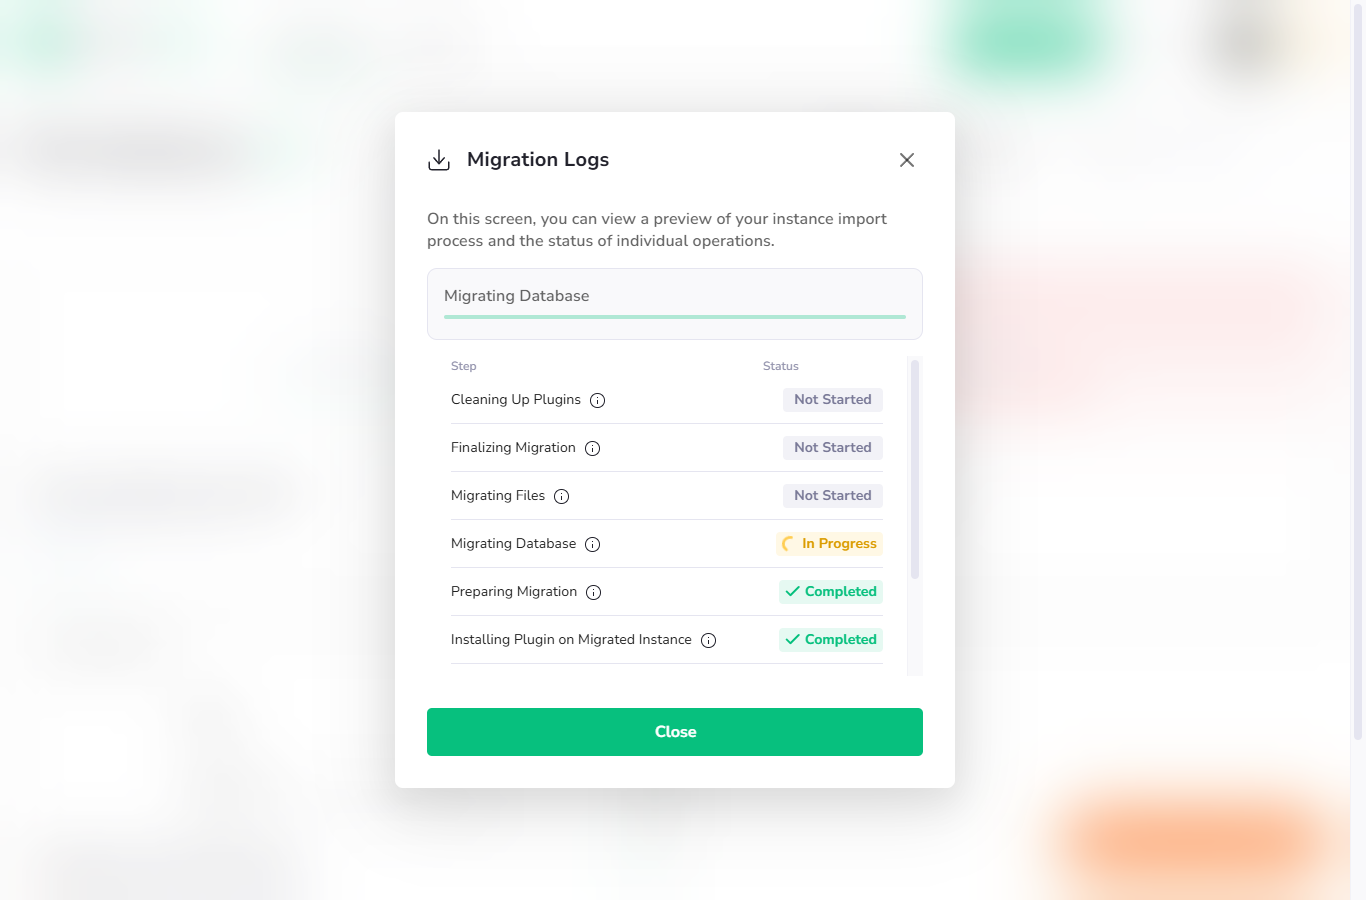 Migration Logs
On this screen, you can view a preview of your instance import
process and the status of individual operations.
Migrating Database
Step Status
Cleaning Up Plugins Not Started
Finalizing Migration Not Started
Migrating Files Not Started
Migrating Database In Progress
Preparing Migration Completed
Installing Plugin on Migrated Instance Completed
Close